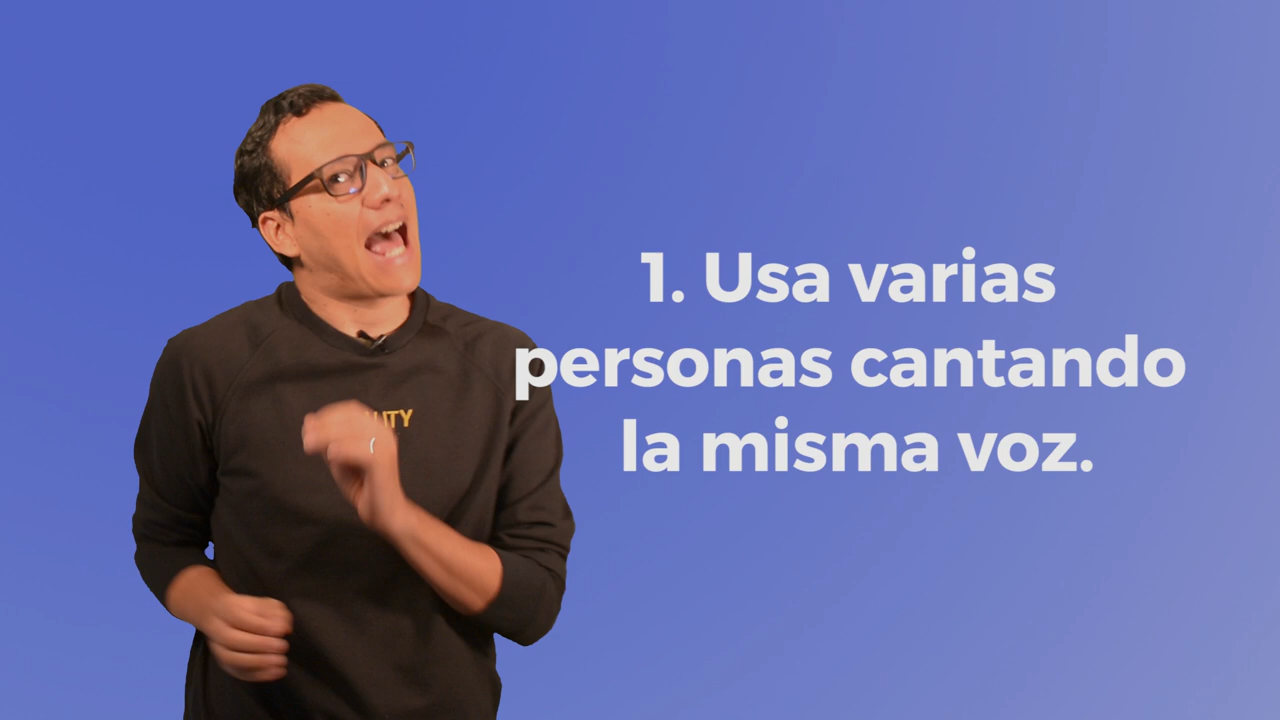 1. Usa varias
personas cantando
la misma voz.